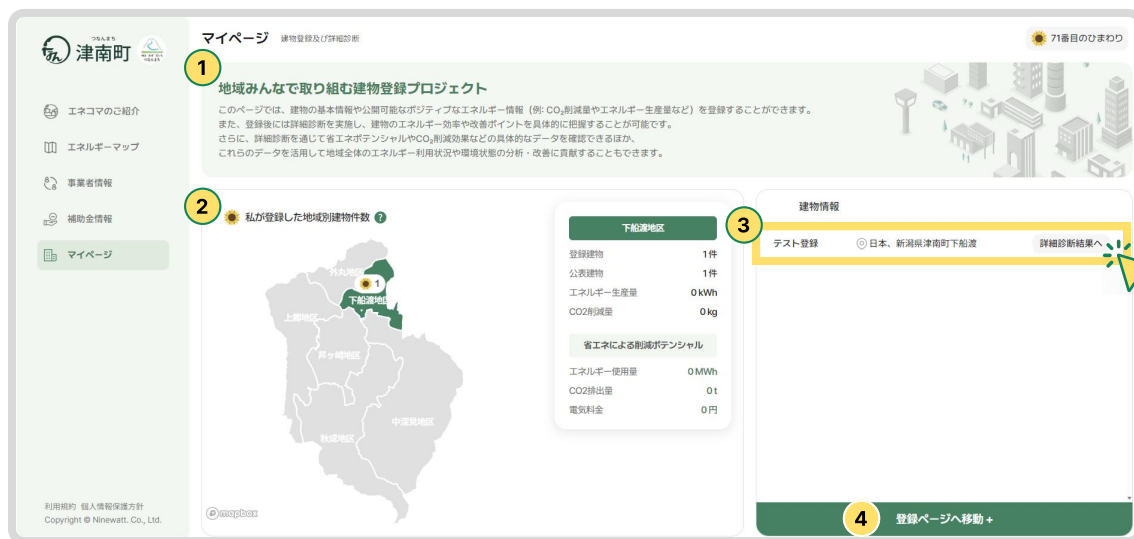 つなんまち
津南町
マイページ 建物登録及び詳細診断
71番目のひまわり
1
地域みんなで取り組む建物登録プロジェクト
このページでは、建物の基本情報や公開可能なポジティブなエネルギー情報（例: CO₂削減量やエネルギー生産量など）を登録することができます。
また、登録後には詳細診断を実施し、建物のエネルギー効率や改善ポイントを具体的に把握することが可能です。
さらに、詳細診断を通じて省エネポテンシャルやCO₂削減効果などの具体的なデータを確認できるほか、
これらのデータを活用して地域全体のエネルギー利用状況や環境状態の分析・改善に貢献することもできます。
エネコマのご紹介
エネルギーマップ
事業者情報
補助金情報
マイページ
2
私が登録した地域別建物件数 ?
外丸地区
1
下船渡地区
上郷地区
芦ヶ崎地区
中深見地区
秋成地区
mapbox
下船渡地区
登録建物 1件
公表建物 1件
エネルギー生産量 0 kWh
CO2削減量 0 kg
省エネによる削減ポテンシャル
エネルギー使用量 0 MWh
CO2排出量 0 t
電気料金 0 円
建物情報
3
テスト登録 日本、新潟県津南町下船渡 詳細診断結果へ
4
登録ページへ移動 +
利用規約 個人情報保護方針
Copyright © Ninewatt. Co., Ltd.